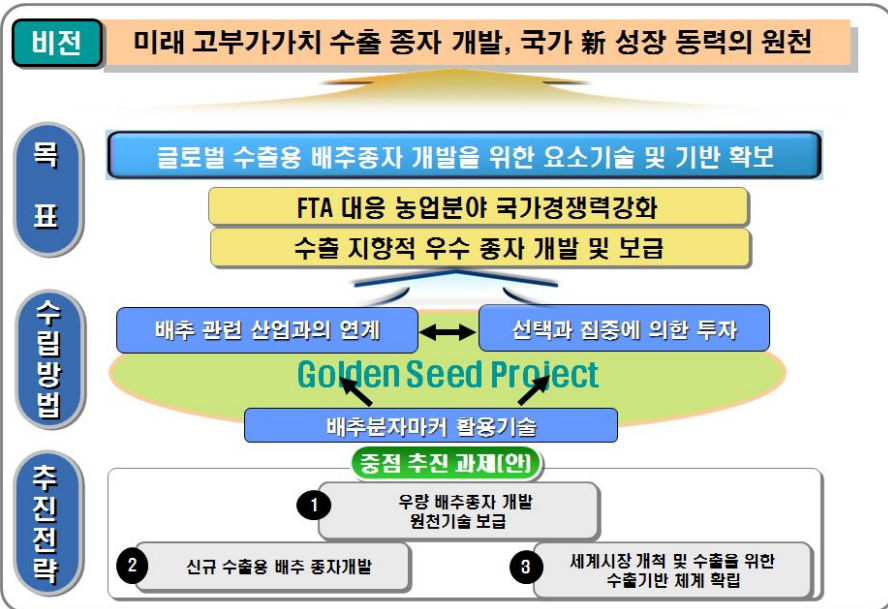 비전
미래 고부가가치 수출 종자 개발, 국가 新 성장 동력의 원천
목표
글로벌 수출용 배추종자 개발을 위한 요소기술 및 기반 확보
FTA 대응 농업분야 국가경쟁력강화
수출 지향적 우수 종자 개발 및 보급
수립방법
배추 관련 산업과의 연계
선택과 집중에 의한 투자
Golden Seed Project
배추분자마커 활용기술
추진전략
중점 추진 과제(안)
1
우량 배추종자 개발
원천기술 보급
2
신규 수출용 배추 종자개발
3
세계시장 개척 및 수출을 위한
수출기반 체계 확립